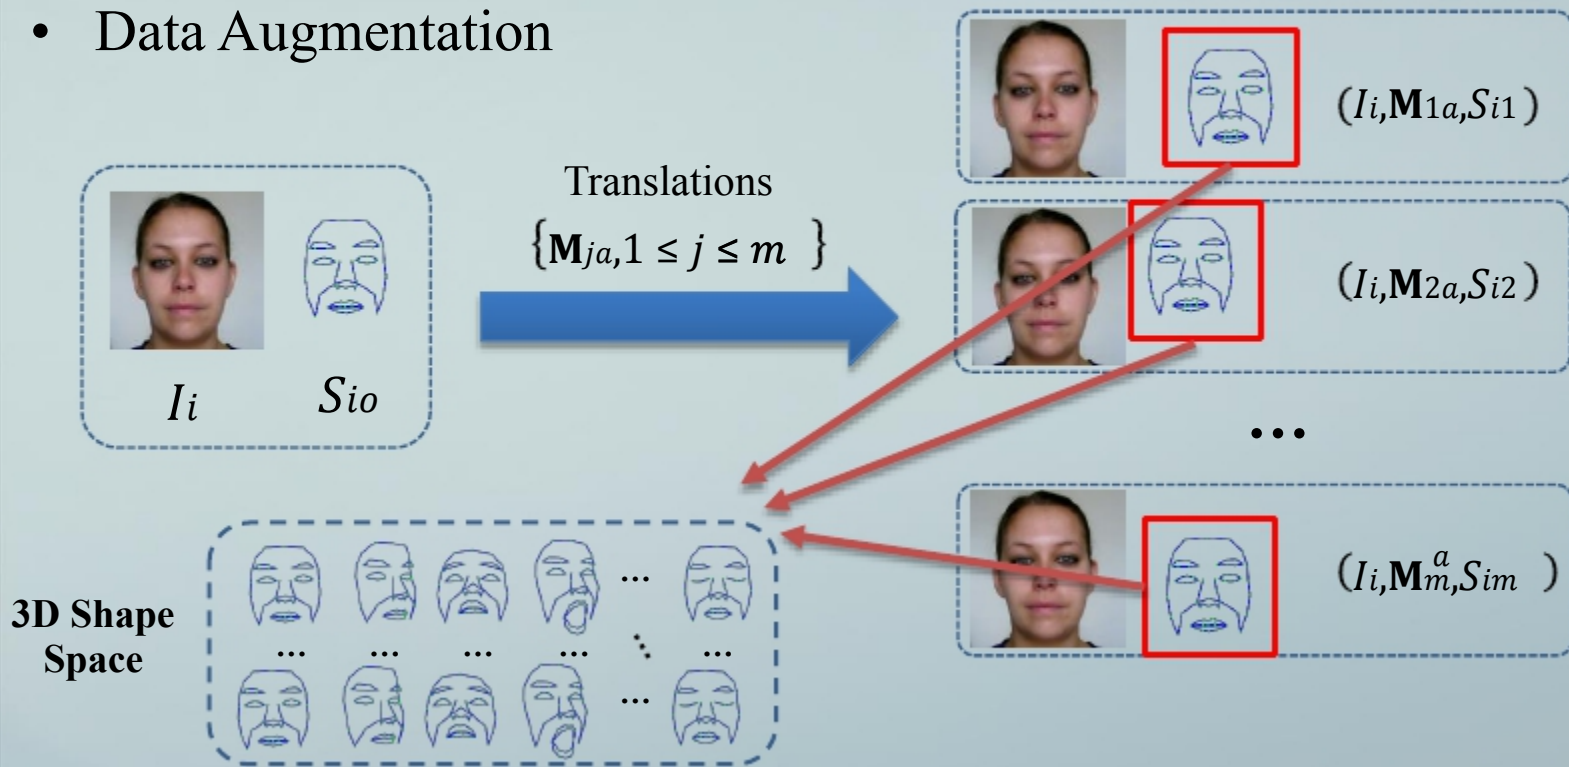 • Data Augmentation
Ii
Sio
Translations
{Mja,1 ≤ j ≤ m }
(Ii,M1a,Si1)
(Ii,M2a,Si2)
...
(Ii,Mᵃm,Sim )
3D Shape
Space
...
... ... ... ... ⋱ ...
...